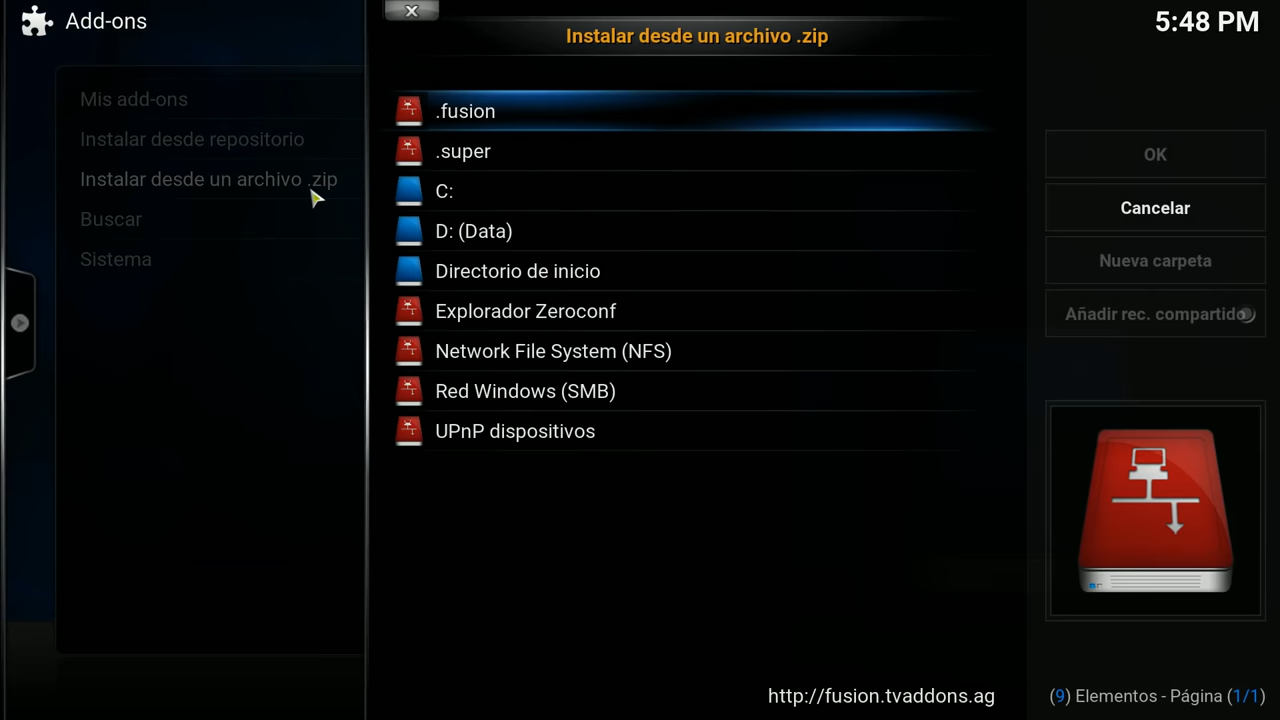 Add-ons
Mis add-ons
Instalar desde repositorio
Instalar desde un archivo .zip
Buscar
Sistema
Instalar desde un archivo .zip
.fusion
.super
C:
D: (Data)
Directorio de inicio
Explorador Zeroconf
Network File System (NFS)
Red Windows (SMB)
UPnP dispositivos
http://fusion.tvaddons.ag
5:48 PM
OK
Cancelar
Nueva carpeta
Añadir rec. compartido
(9) Elementos - Página (1/1)